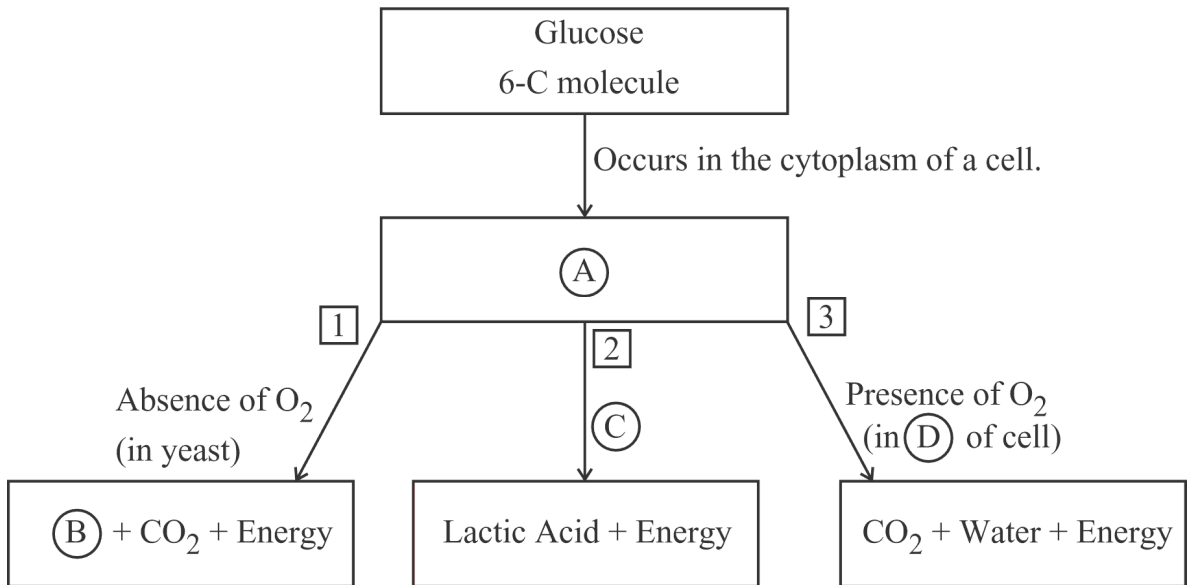 Glucose
6-C molecule
Occurs in the cytoplasm of a cell.
A
1
2
3
Absence of O₂
(in yeast)
C
Presence of O₂
(in D of cell)
B + CO₂ + Energy
Lactic Acid + Energy
CO₂ + Water + Energy